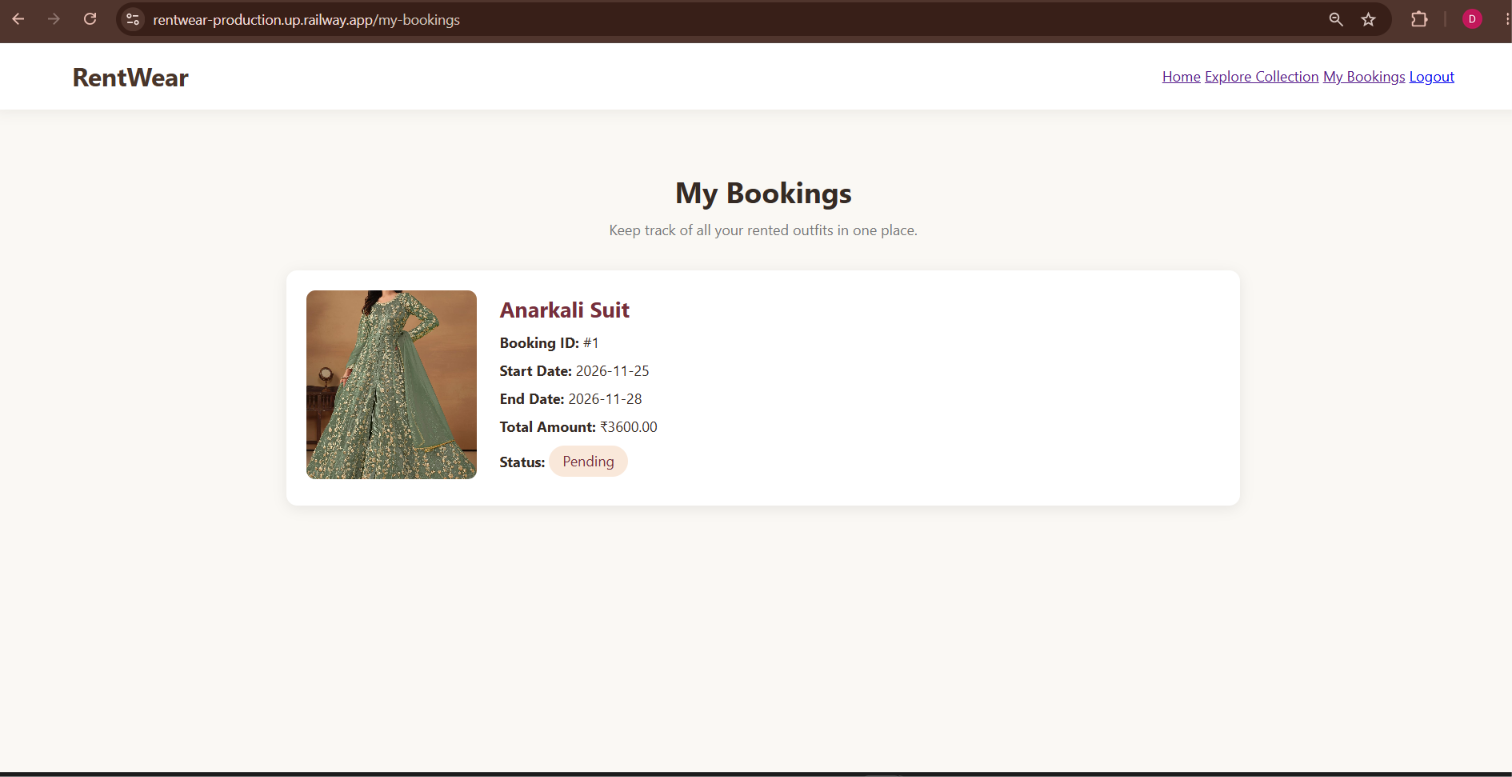 rentwear-production.up.railway.app/my-bookings
D
RentWear
Home Explore Collection My Bookings Logout
My Bookings
Keep track of all your rented outfits in one place.
Anarkali Suit
Booking ID: #1
Start Date: 2026-11-25
End Date: 2026-11-28
Total Amount: ₹3600.00
Status: Pending